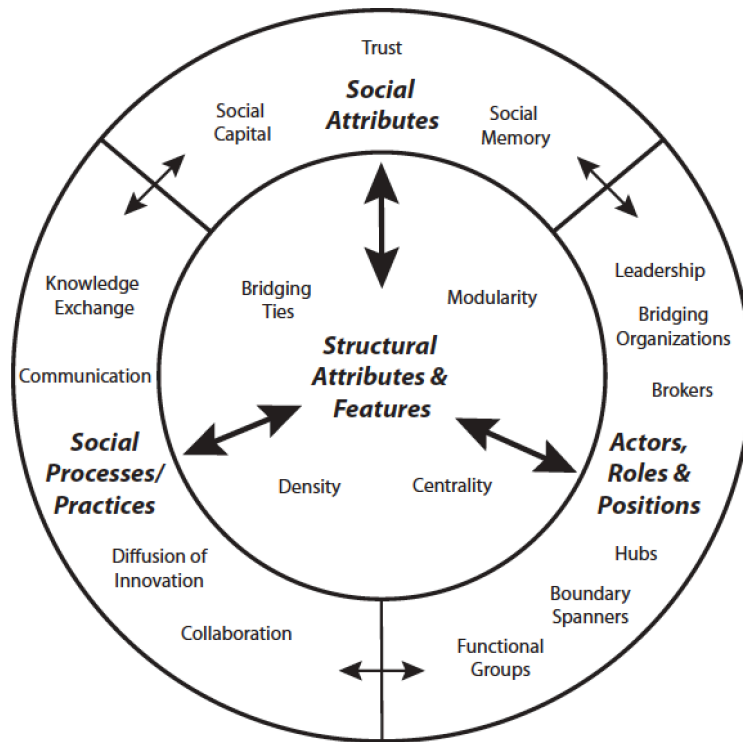 Trust
Social
Attributes
Social
Capital
Social
Memory
Knowledge
Exchange
Communication
Social
Processes/
Practices
Diffusion of
Innovation
Collaboration
Bridging
Ties
Modularity
Structural
Attributes &
Features
Density
Centrality
Leadership
Bridging
Organizations
Brokers
Actors,
Roles &
Positions
Hubs
Boundary
Spanners
Functional
Groups